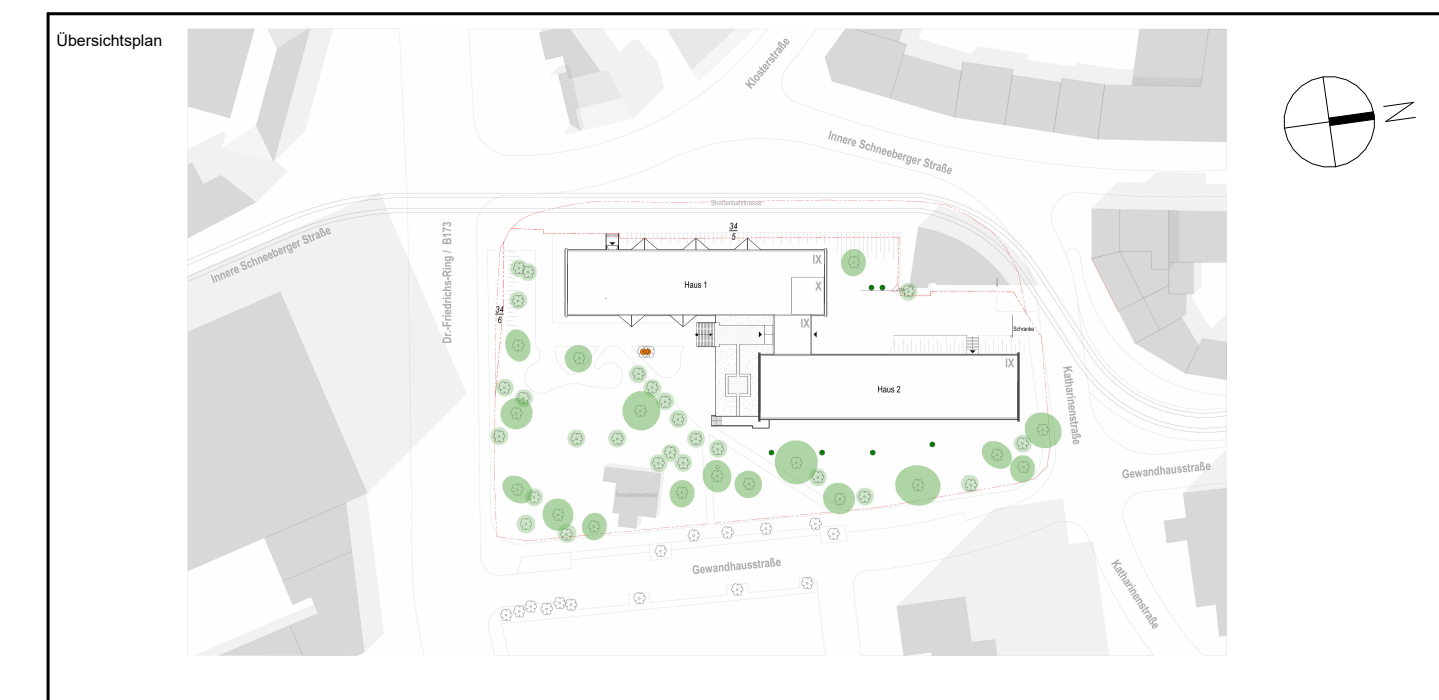 Übersichtsplan
Klosterstraße
N
Innere Schneeberger Straße
Straßenbahntrasse
34
5
Innere Schneeberger Straße
Dr.-Friedrichs-Ring / B173
IX
Haus 1
X
34
6
IX
Schranke
IX
Haus 2
Katharinenstraße
Gewandhausstraße
Gewandhausstraße
Katharinenstraße